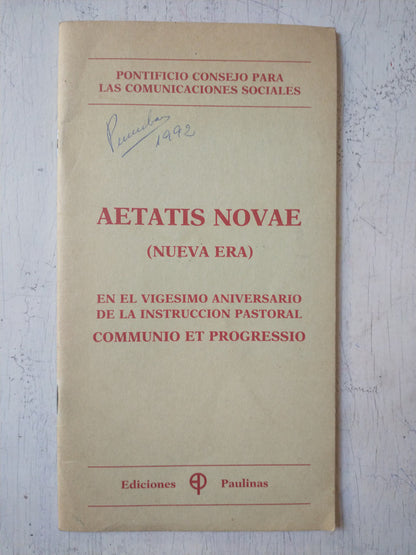 PONTIFICIO CONSEJO PARA
LAS COMUNICACIONES SOCIALES
1992
AETATIS NOVAE
(NUEVA ERA)
EN EL VIGESIMO ANIVERSARIO
DE LA INSTRUCCION PASTORAL
COMMUNIO ET PROGRESSIO
Ediciones EP Paulinas